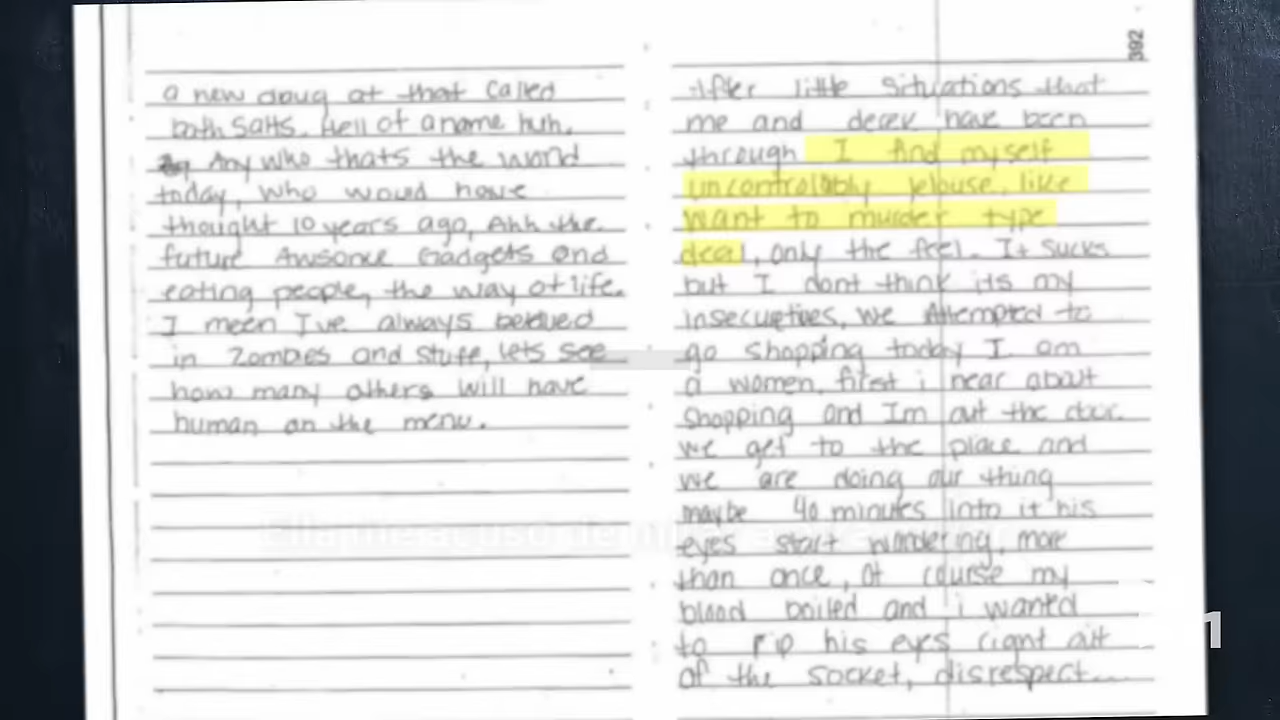 a new doug at that called
bath salts. Hell of a name huh.
Any who thats the world
today, who would have
thought 10 years ago, Ahh the
future Awsome Gadgets and
eating people, the way of life.
I meen I've always beleved
in Zombies and stuff, lets see
how many others will have
human on the menu.
392
After little situations that
me and derek have been
through I find myself
uncontrolably jelouse, like
want to murder type
deal, only the feel. It sucks
but I dont think its my
we Attempted to
go shopping today I am
a women, first i hear about
shopping and Im out the door.
we get to the place and
we are doing our thing
maybe 40 minutes into it his
eyes start wondering, more
than once, of course my
blood boiled and i wanted
to rip his eyes right out
of the socket, disrespect....
1